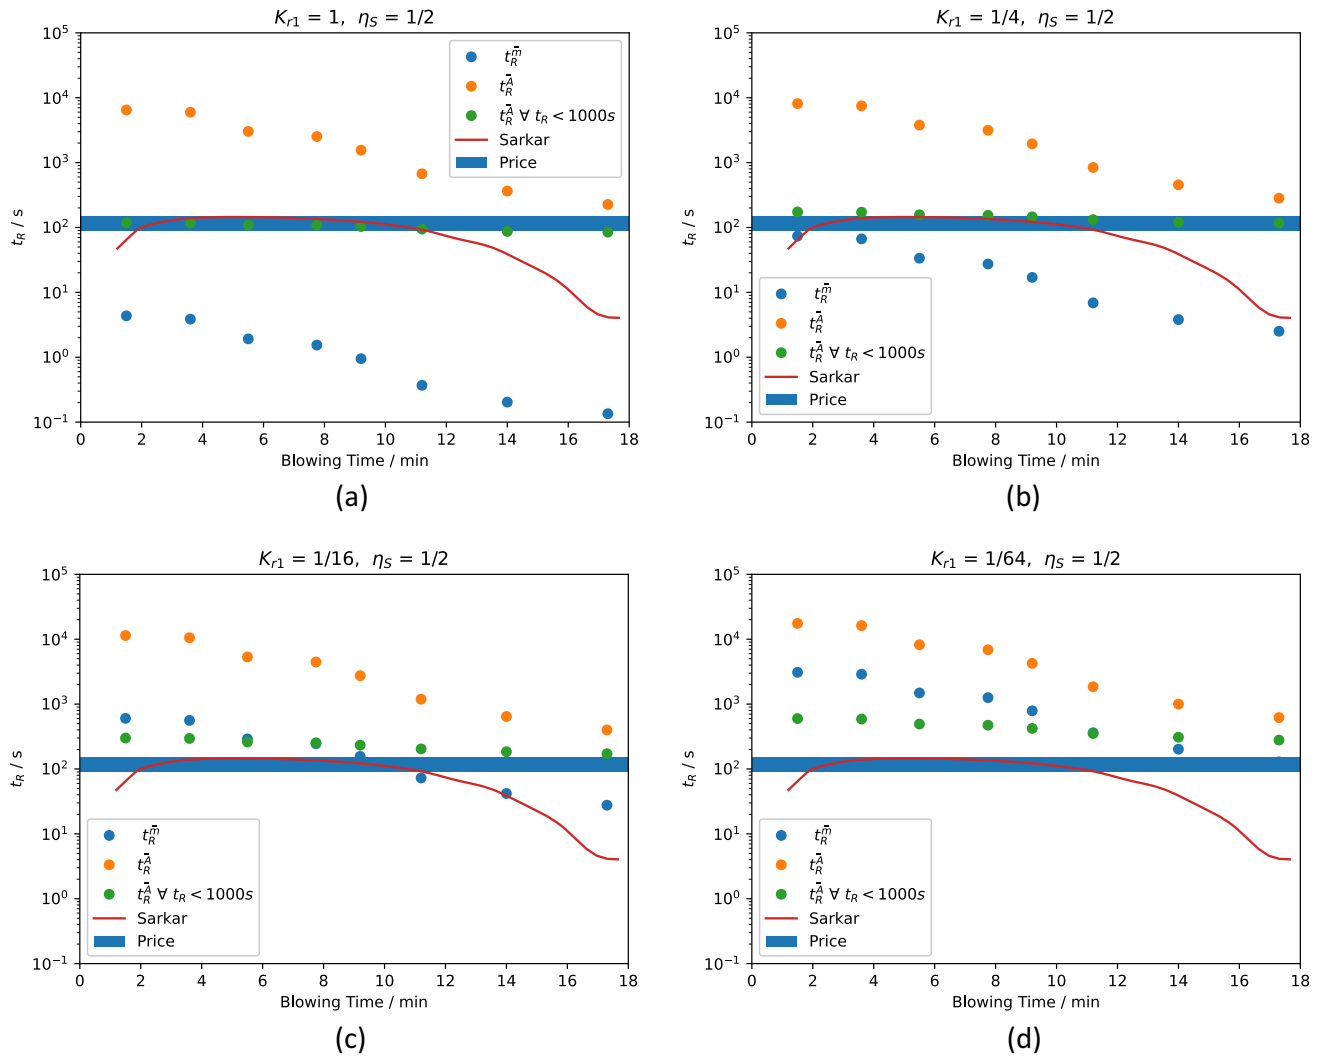 K_{r1} = 1, η_S = 1/2
10^5
10^4
10^3
10^2
10^1
10^0
10^{-1}
t_R / s
t_R^{m̄}
t_R^{Ā}
t_R^{Ā} ∀ t_R < 1000s
Sarkar
Price
0 2 4 6 8 10 12 14 16 18
Blowing Time / min
(a)
K_{r1} = 1/4, η_S = 1/2
10^5
10^4
10^3
10^2
10^1
10^0
10^{-1}
t_R / s
t_R^{m̄}
t_R^{Ā}
t_R^{Ā} ∀ t_R < 1000s
Sarkar
Price
0 2 4 6 8 10 12 14 16 18
Blowing Time / min
(b)
K_{r1} = 1/16, η_S = 1/2
10^5
10^4
10^3
10^2
10^1
10^0
10^{-1}
t_R / s
t_R^{m̄}
t_R^{Ā}
t_R^{Ā} ∀ t_R < 1000s
Sarkar
Price
0 2 4 6 8 10 12 14 16 18
Blowing Time / min
(c)
K_{r1} = 1/64, η_S = 1/2
10^5
10^4
10^3
10^2
10^1
10^0
10^{-1}
t_R / s
t_R^{m̄}
t_R^{Ā}
t_R^{Ā} ∀ t_R < 1000s
Sarkar
Price
0 2 4 6 8 10 12 14 16 18
Blowing Time / min
(d)